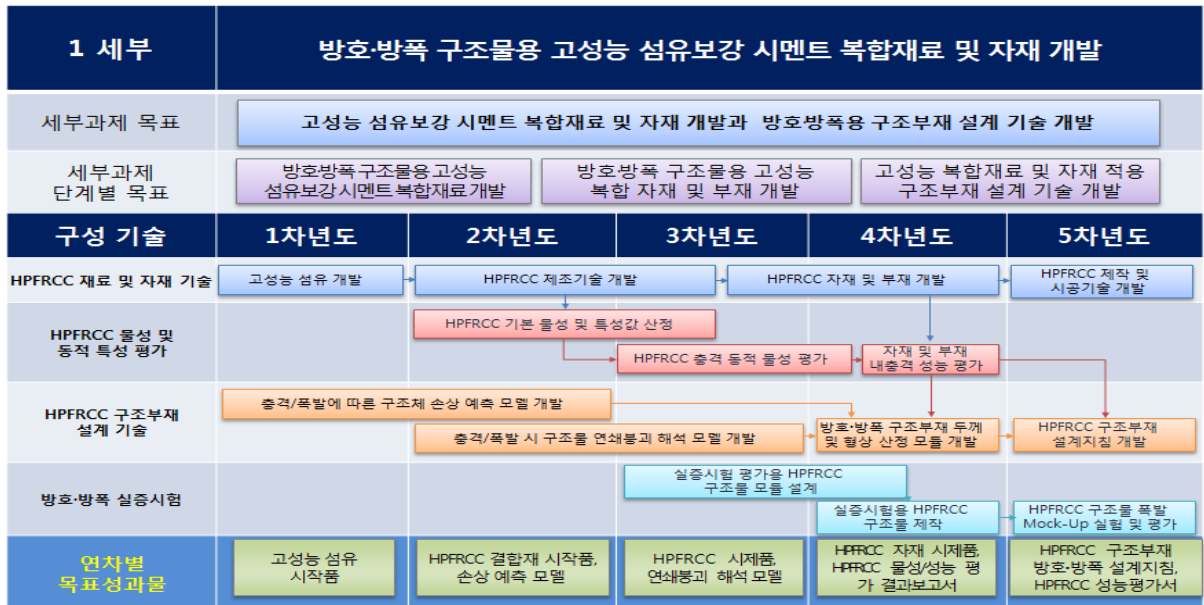 1 세부
방호·방폭 구조물용 고성능 섬유보강 시멘트 복합재료 및 자재 개발
세부과제 목표
고성능 섬유보강 시멘트 복합재료 및 자재 개발과 방호·방폭용 구조부재 설계 기술 개발
세부과제
단계별 목표
방호·방폭 구조물용 고성능
섬유보강 시멘트 복합재료 개발
방호·방폭 구조물용 고성능
복합 자재 및 부재 개발
고성능 복합재료 및 자재 적용
구조부재 설계 기술 개발
구성 기술
1차년도
2차년도
3차년도
4차년도
5차년도
HPFRCC 재료 및 자재 기술
고성능 섬유 개발
HPFRCC 제조기술 개발
HPFRCC 자재 및 부재 개발
HPFRCC 제작 및
시공기술 개발
HPFRCC 물성 및
동적 특성 평가
HPFRCC 기본 물성 및 특성값 산정
HPFRCC 충격 동적 물성 평가
자재 및 부재
내충격 성능 평가
HPFRCC 구조부재
설계 기술
충격/폭발에 따른 구조체 손상 예측 모델 개발
충격/폭발 시 구조물 연쇄붕괴 해석 모델 개발
방호·방폭 구조부재 두께
및 형상 산정 모듈 개발
HPFRCC 구조부재
설계지침 개발
방호·방폭 실증시험
실증시험 평가용 HPFRCC
구조물 모듈 설계
실증시험용 HPFRCC
구조물 제작
HPFRCC 구조물 폭발
Mock-Up 실험 및 평가
연차별
목표성과물
고성능 섬유
시작품
HPFRCC 결합재 시작품,
손상 예측 모델
HPFRCC 시제품,
연쇄붕괴 해석 모델
HPFRCC 자재 시제품,
HPFRCC 물성/성능 평
가 결과보고서
HPFRCC 구조부재
방호·방폭 설계지침,
HPFRCC 성능평가서